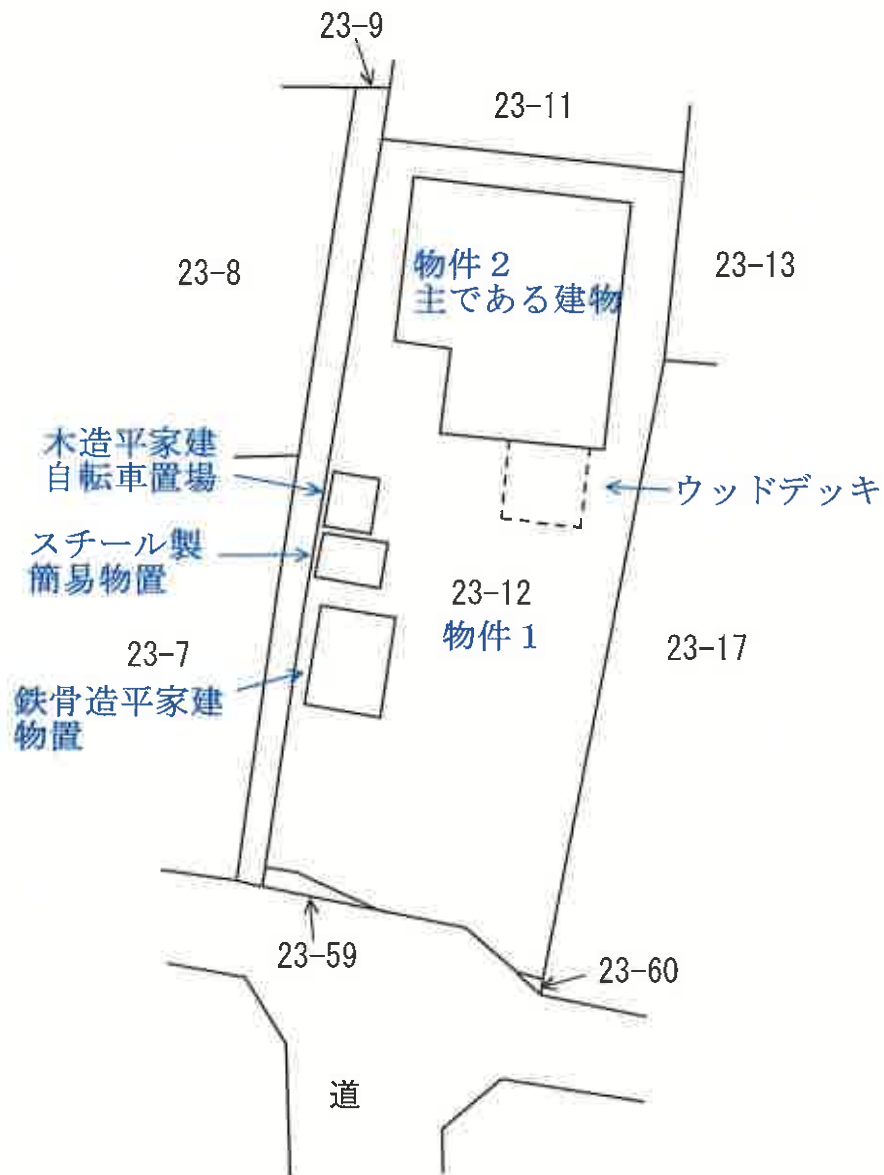 23-9
23-11
23-8
23-13
物件２
主である建物
木造平家建
自転車置場
ウッドデッキ
スチール製
簡易物置
23-12
物件１
23-7
23-17
鉄骨造平家建
物置
23-59
23-60
道